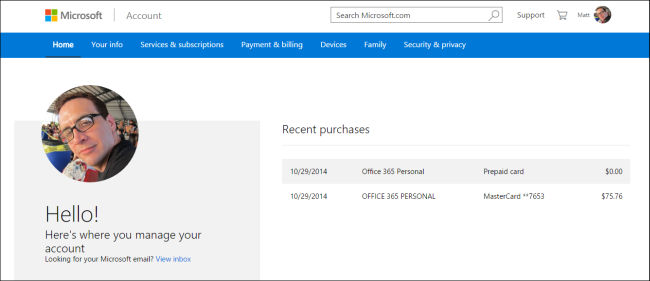 Microsoft Account Search Microsoft.com Support Matt
Home Your info Services & subscriptions Payment & billing Devices Family Security & privacy
Recent purchases
10/29/2014 Office 365 Personal Prepaid card $0.00
10/29/2014 OFFICE 365 PERSONAL MasterCard **7653 $75.76
Hello!
Here's where you manage your
account
Looking for your Microsoft email? View inbox